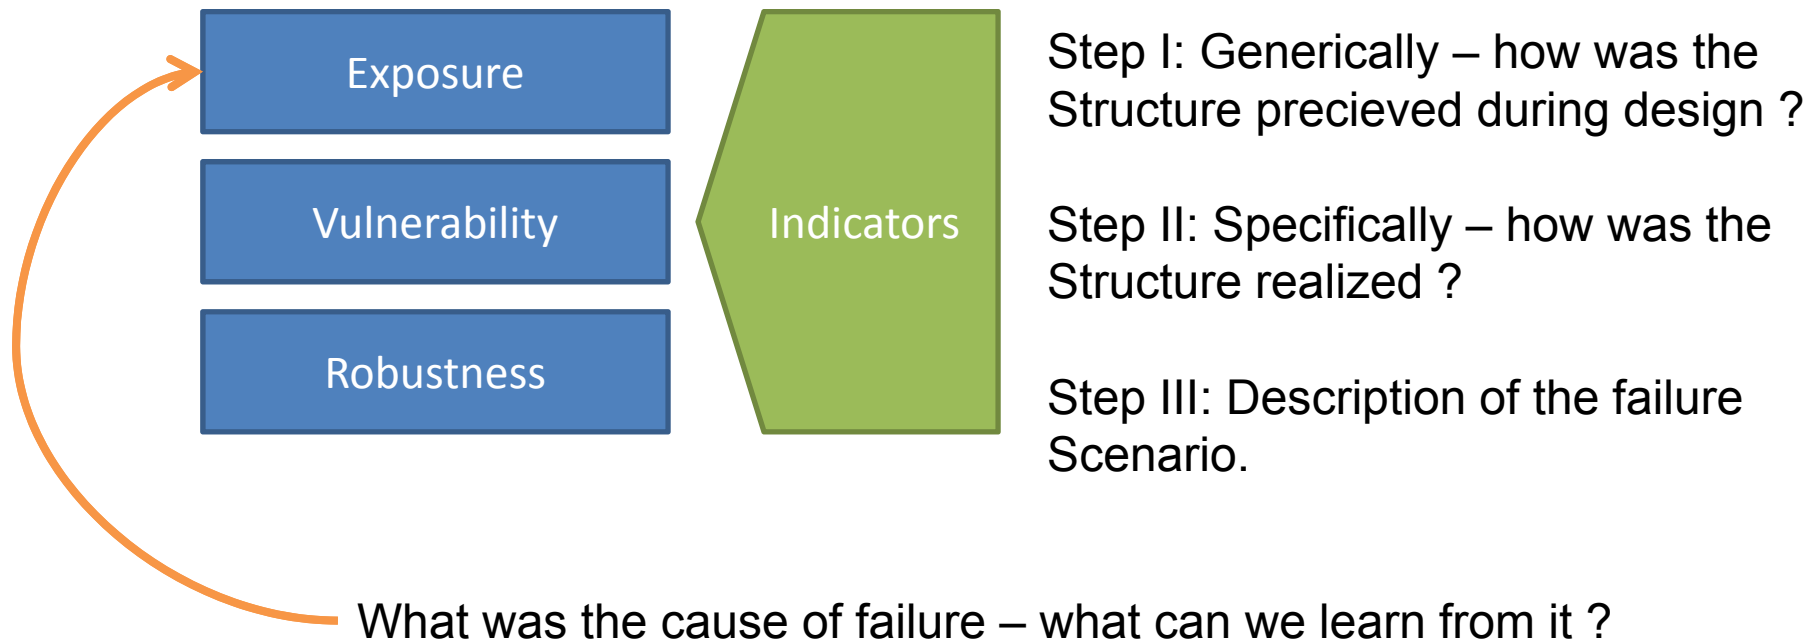 Exposure
Vulnerability
Robustness
Indicators
Step I: Generically – how was the
Structure precieved during design ?
Step II: Specifically – how was the
Structure realized ?
Step III: Description of the failure
Scenario.
What was the cause of failure – what can we learn from it ?